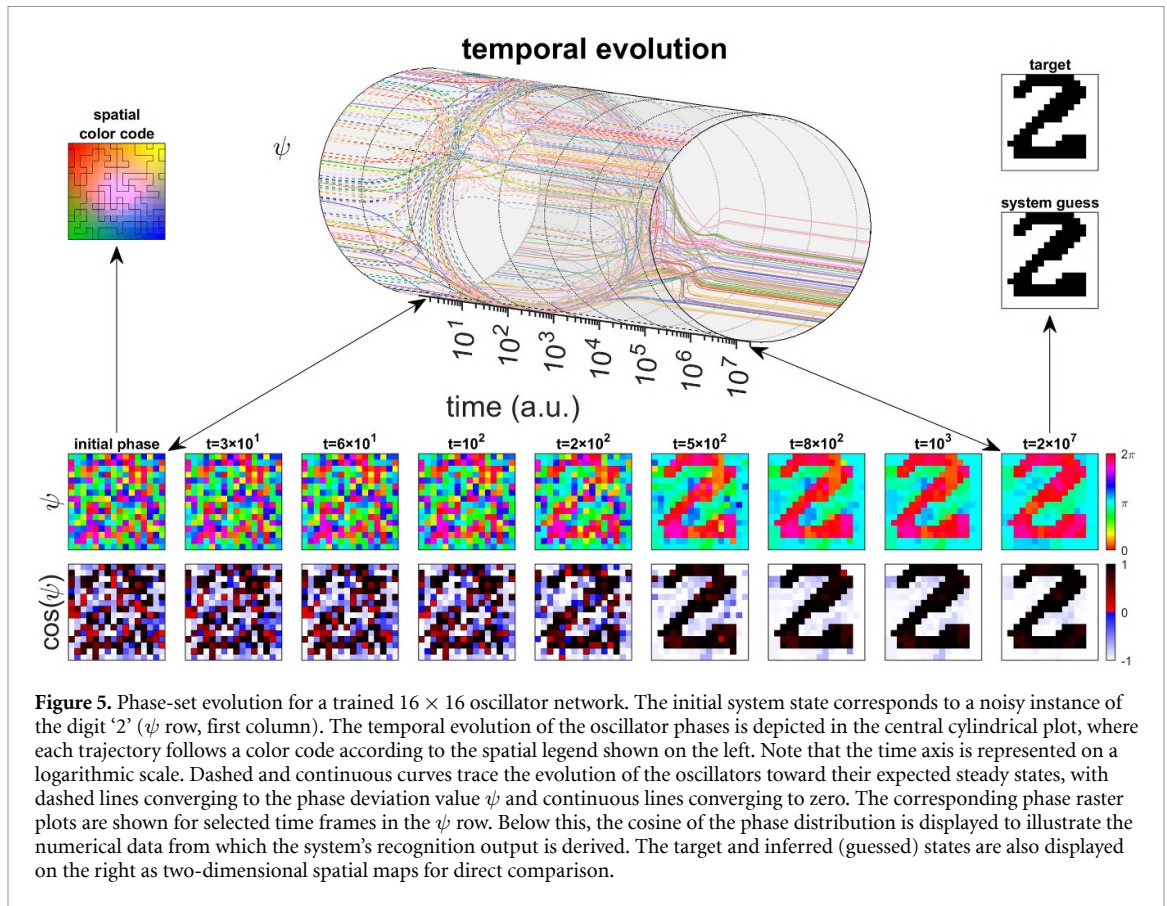 temporal evolution
spatial
color code
ψ
target
system guess
10¹
10²
10³
10⁴
10⁵
10⁶
10⁷
time (a.u.)
initial phase
t=3×10¹
t=6×10¹
t=10²
t=2×10²
t=5×10²
t=8×10²
t=10³
t=2×10⁷
ψ
2π
π
0
cos(ψ)
1
0
-1
Figure 5. Phase-set evolution for a trained 16 × 16 oscillator network. The initial system state corresponds to a noisy instance of
the digit ‘2’ (ψ row, first column). The temporal evolution of the oscillator phases is depicted in the central cylindrical plot, where
each trajectory follows a color code according to the spatial legend shown on the left. Note that the time axis is represented on a
logarithmic scale. Dashed and continuous curves trace the evolution of the oscillators toward their expected steady states, with
dashed lines converging to the phase deviation value ψ and continuous lines converging to zero. The corresponding phase raster
plots are shown for selected time frames in the ψ row. Below this, the cosine of the phase distribution is displayed to illustrate the
numerical data from which the system’s recognition output is derived. The target and inferred (guessed) states are also displayed
on the right as two-dimensional spatial maps for direct comparison.